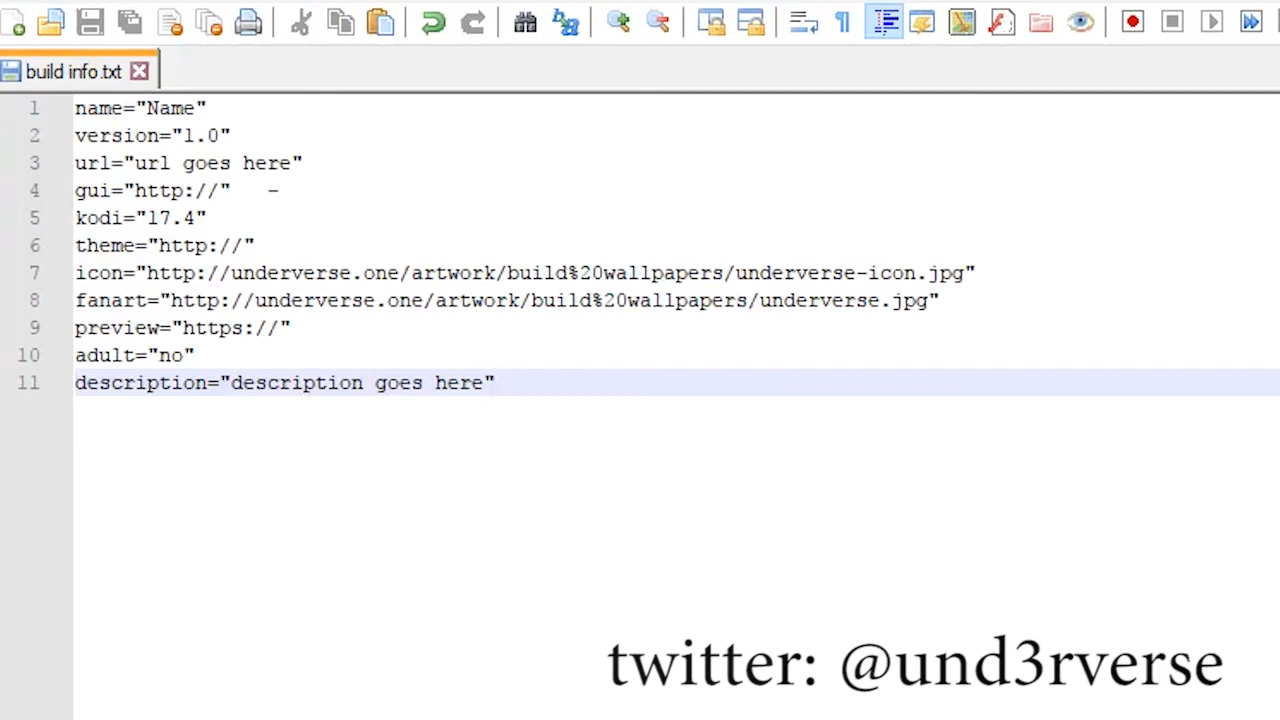 build info.txt
1 name="Name"
2 version="1.0"
3 url="url goes here"
4 gui="http://" -
5 kodi="17.4"
6 theme="http://"
7 icon="http://underverse.one/artwork/build%20wallpapers/underverse-icon.jpg"
8 fanart="http://underverse.one/artwork/build%20wallpapers/underverse.jpg"
9 preview="https://"
10 adult="no"
11 description="description goes here"
twitter: @und3rverse